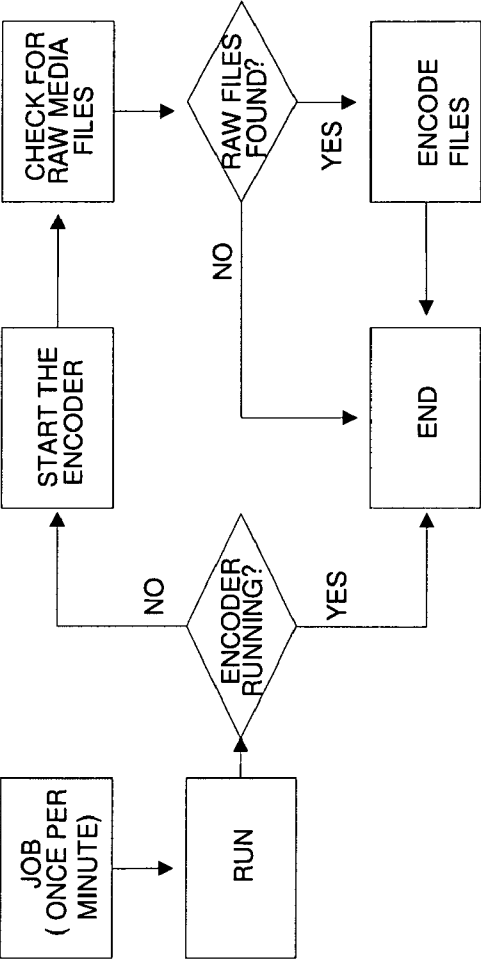 JOB
( ONCE PER
MINUTE)
RUN
ENCODER
RUNNING?
NO
YES
START THE
ENCODER
CHECK FOR
RAW MEDIA
FILES
RAW FILES
FOUND?
NO
YES
ENCODE
FILES
END